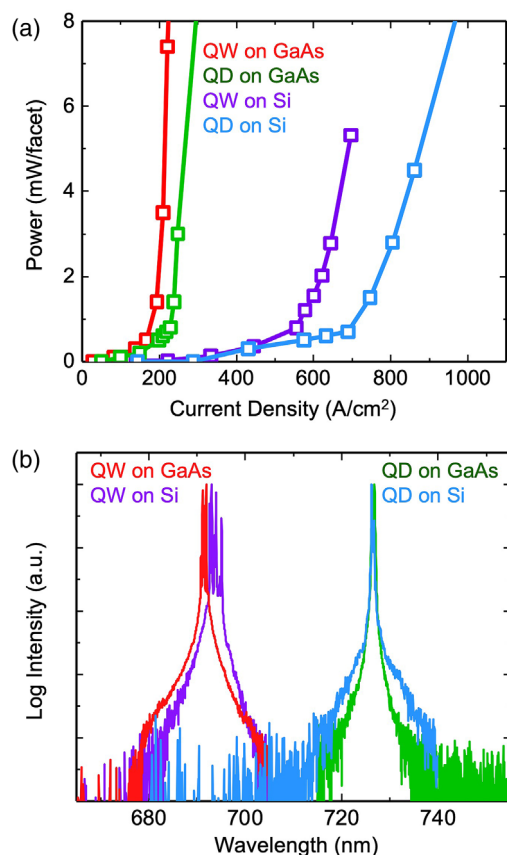 (a)
8
QW on GaAs
QD on GaAs
QW on Si
QD on Si
6
4
2
0
Power (mW/facet)
0 200 400 600 800 1000
Current Density (A/cm²)
(b)
QW on GaAs
QW on Si
QD on GaAs
QD on Si
Log Intensity (a.u.)
680 700 720 740
Wavelength (nm)